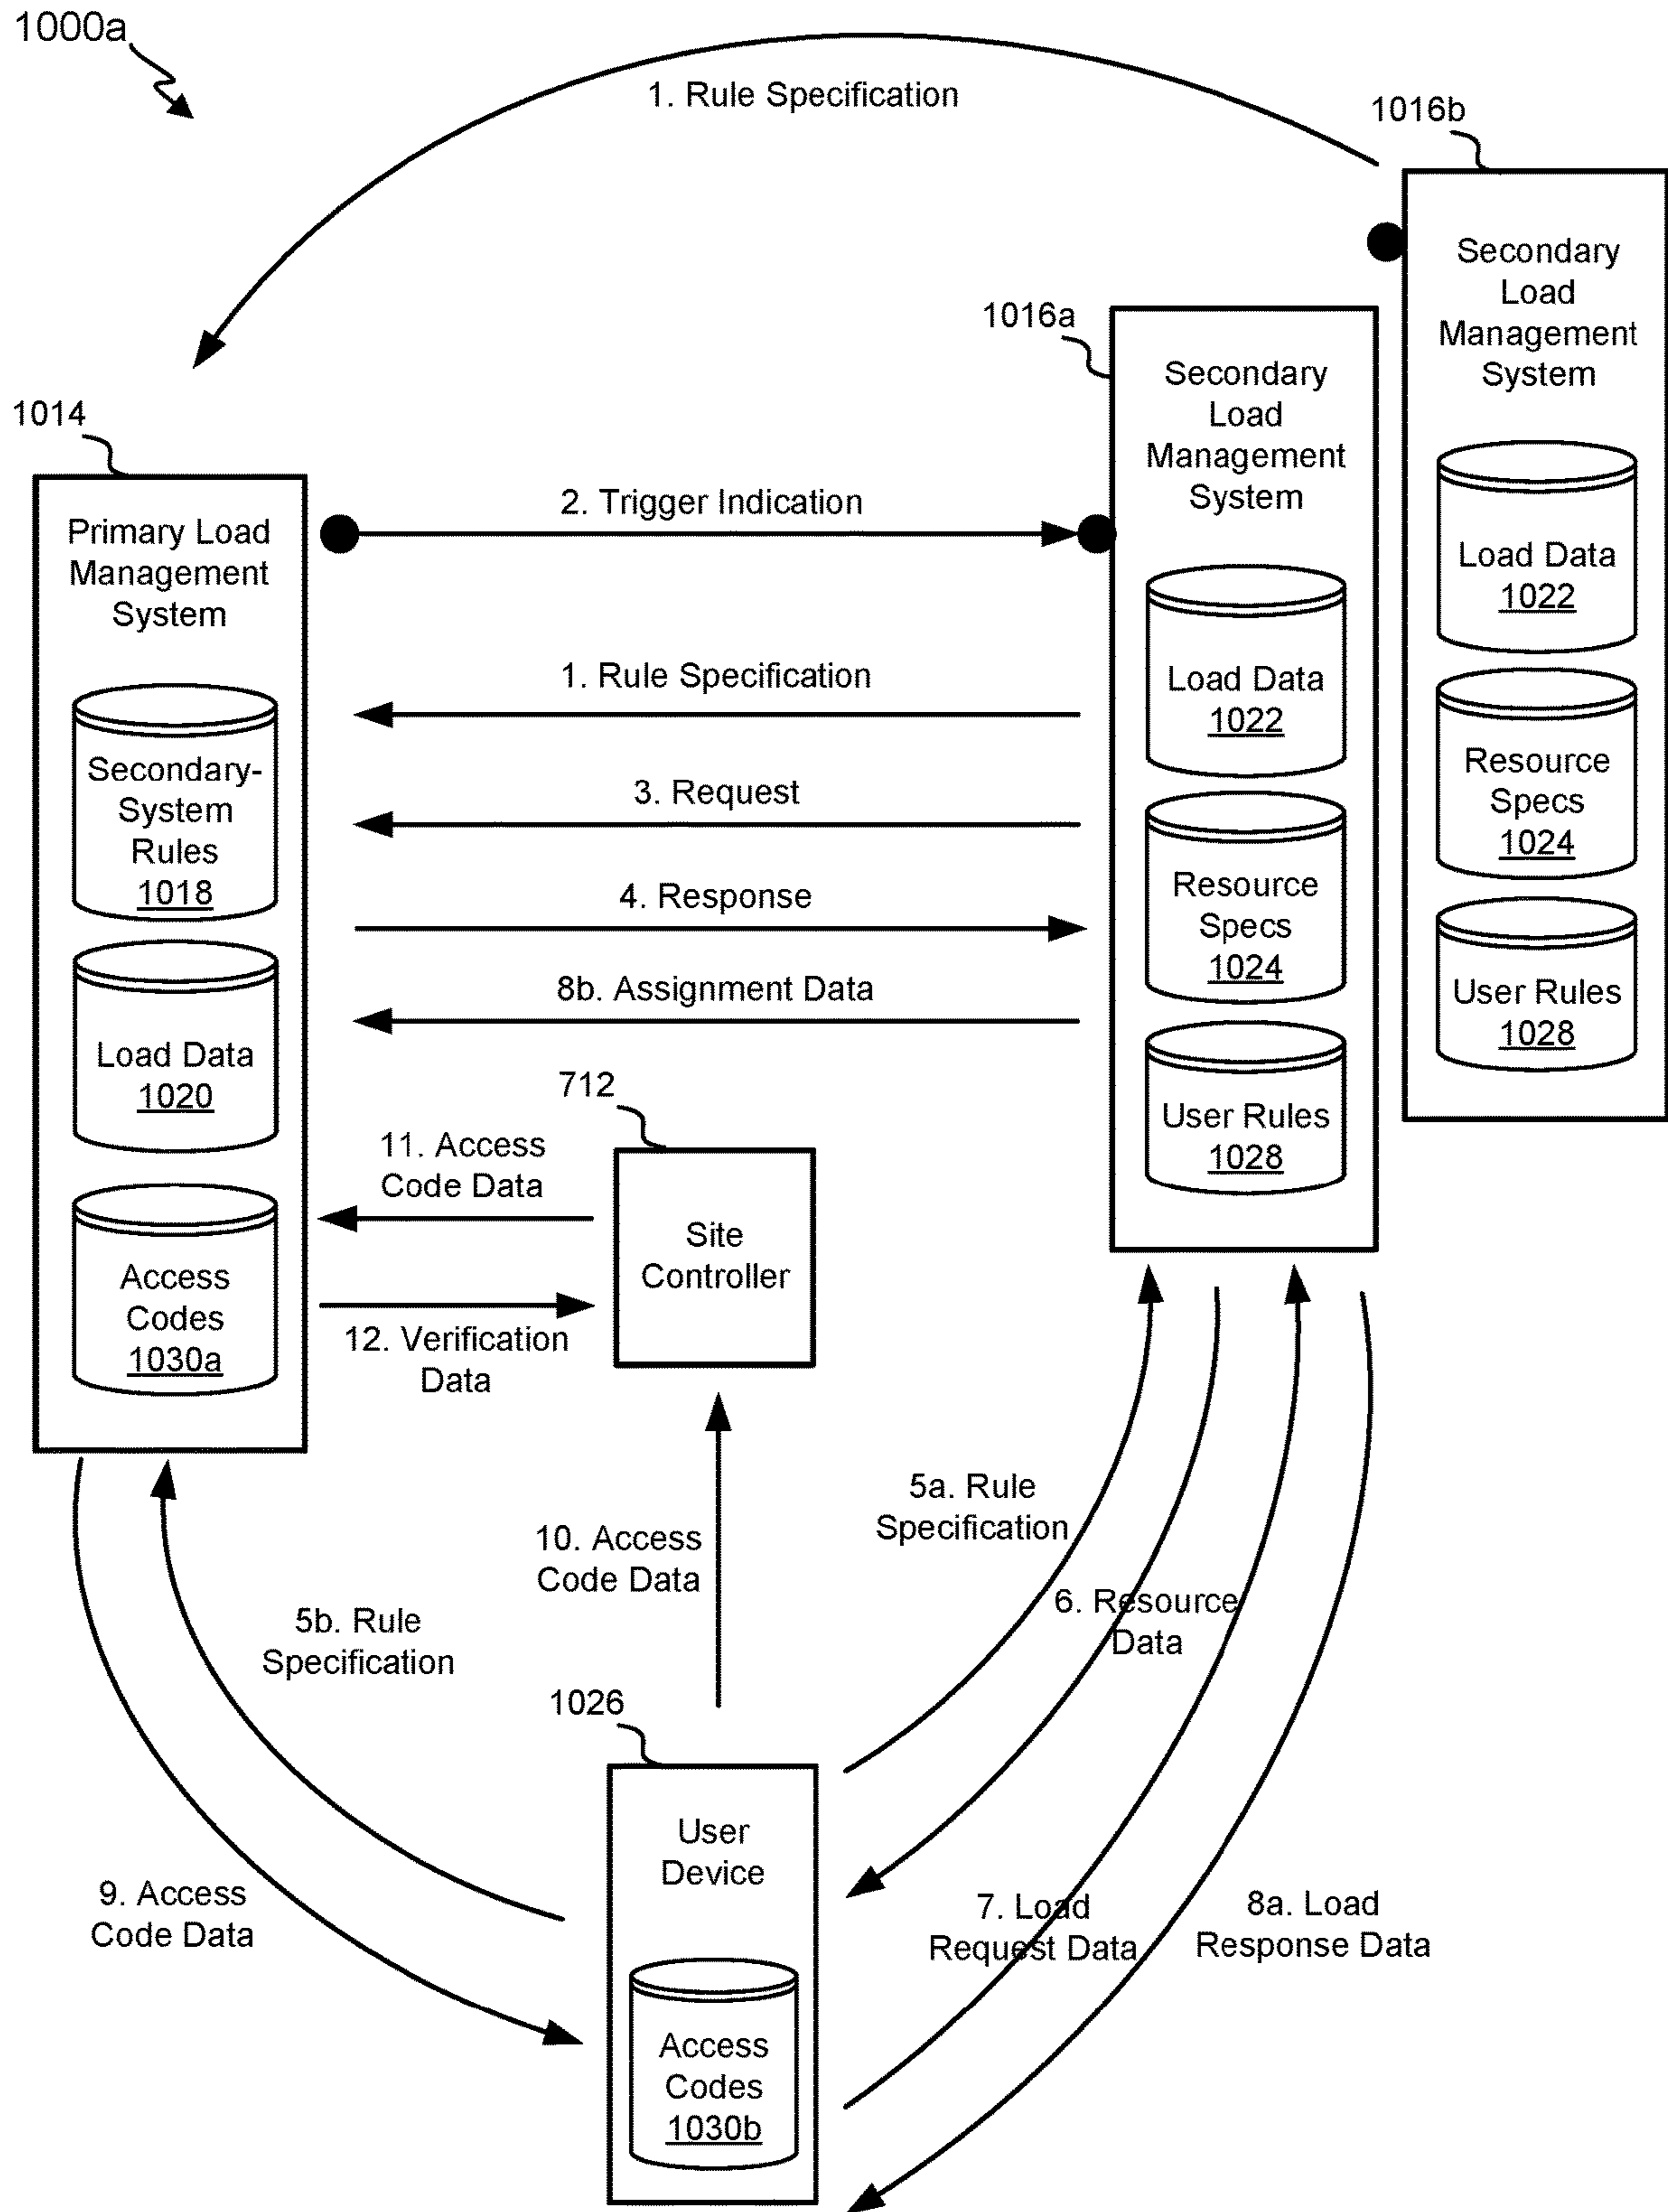 1000a
1. Rule Specification
1016b
Secondary
Load
Management
System
Load Data
1022
Resource
Specs
1024
User Rules
1028
1016a
Secondary
Load
Management
System
Load Data
1022
Resource
Specs
1024
User Rules
1028
1014
Primary Load
Management
System
Secondary-
System
Rules
1018
Load Data
1020
Access
Codes
1030a
2. Trigger Indication
1. Rule Specification
3. Request
4. Response
8b. Assignment Data
712
Site
Controller
11. Access
Code Data
12. Verification
Data
10. Access
Code Data
5a. Rule
Specification
6. Resource
Data
5b. Rule
Specification
1026
User
Device
Access
Codes
1030b
9. Access
Code Data
7. Load
Request Data
8a. Load
Response Data